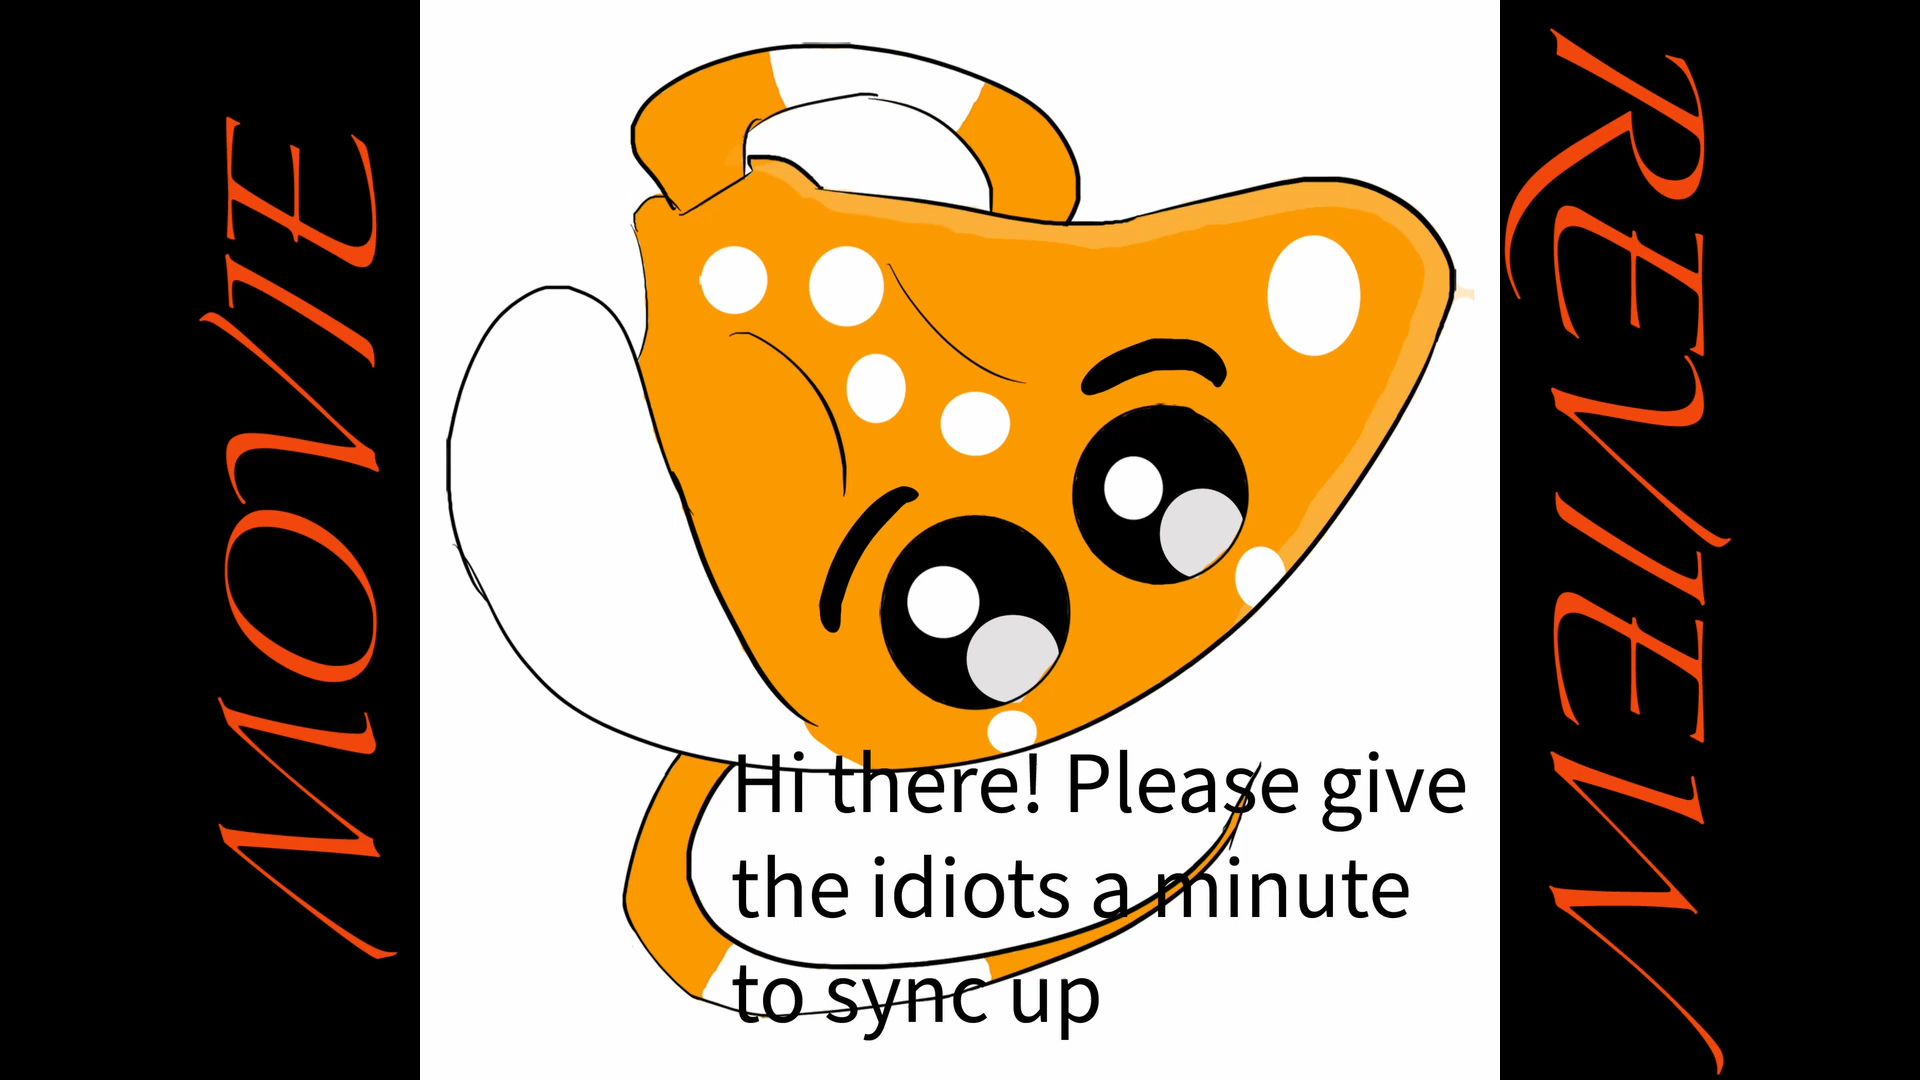 MOVIE
REVIEW
Hi there! Please give
the idiots a minute
to sync up